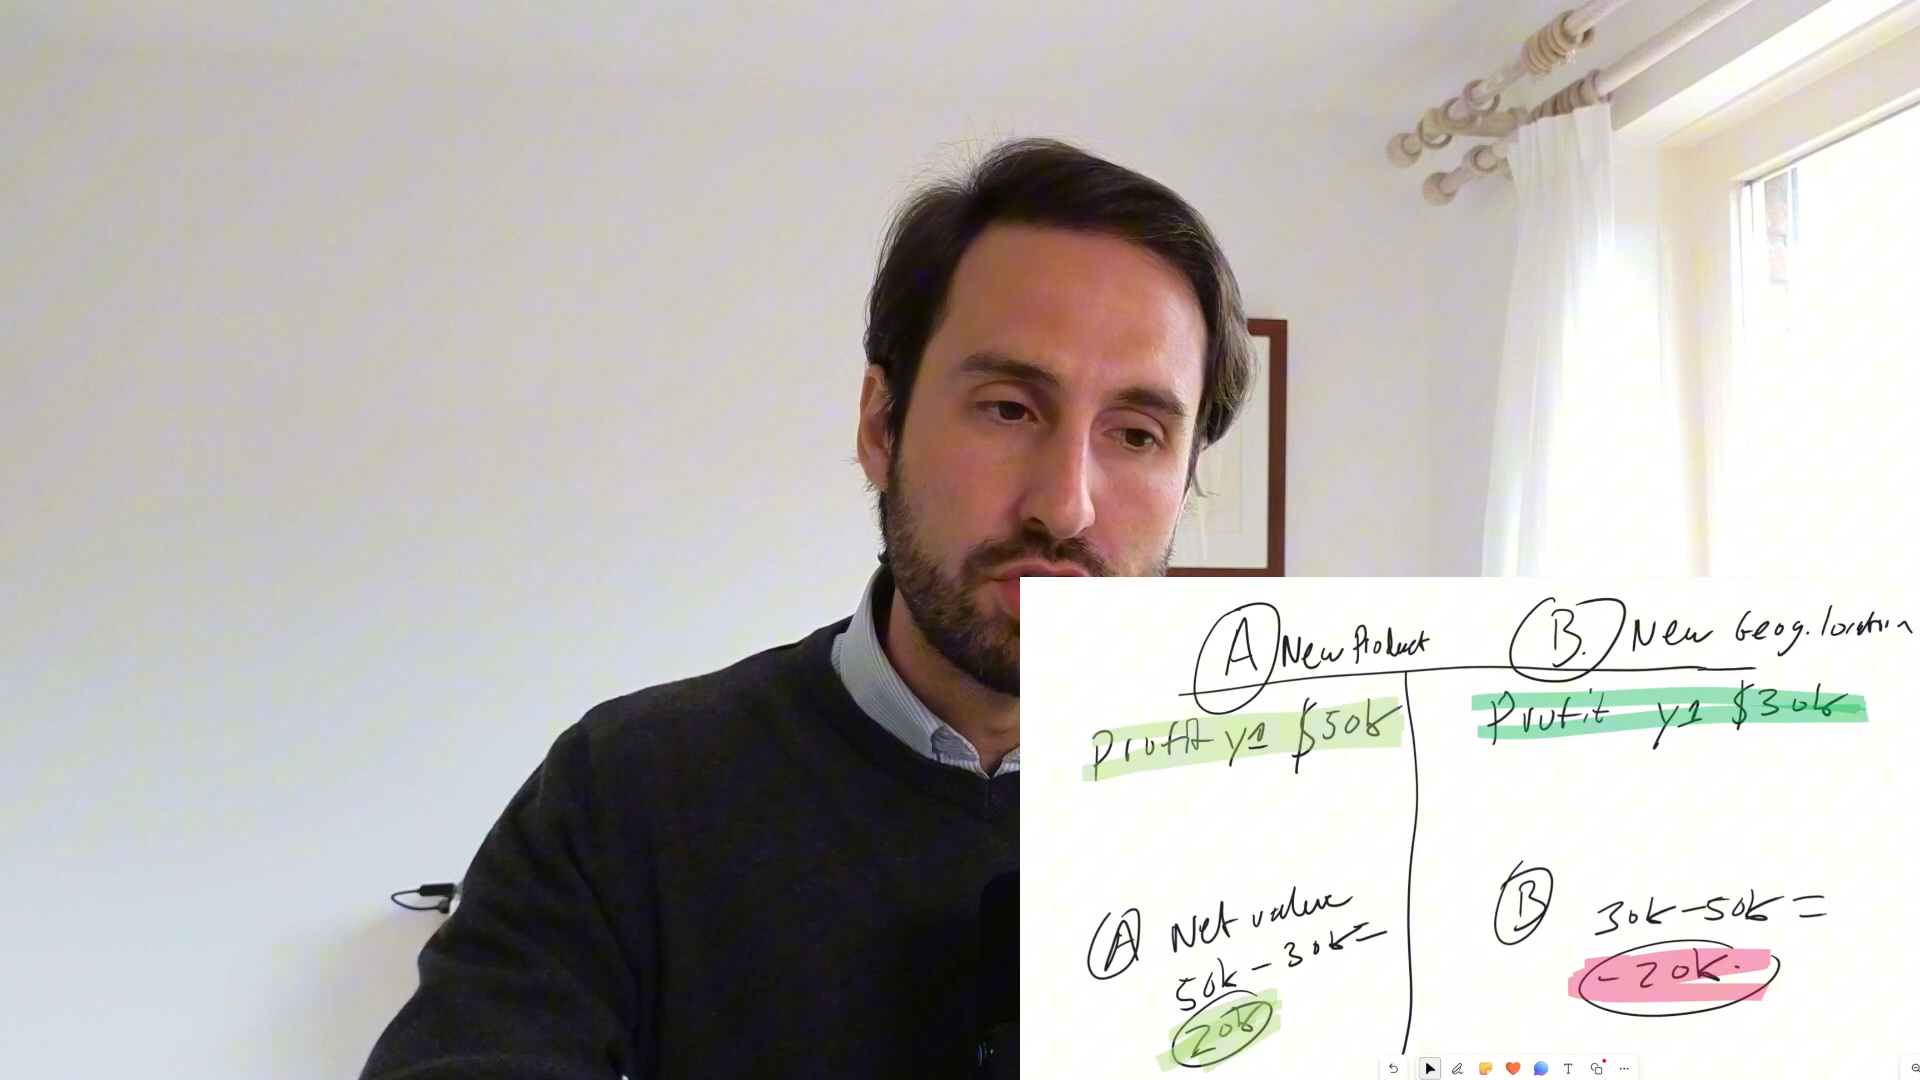 A New Product
B. New Geog. location
Profit y1 $50k
Profit y1 $30k
A Net value
50k - 30k =
20k
B 30k - 50k =
- 20k.
T